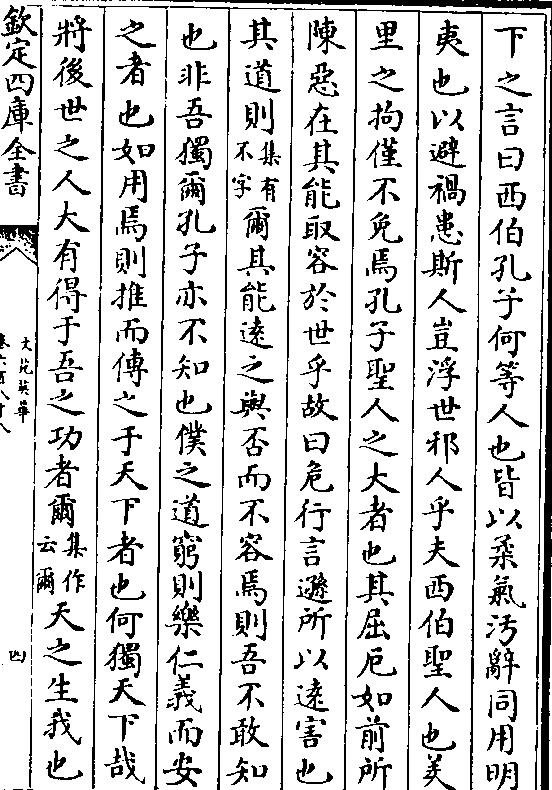 下之言曰西伯孔子何等人也皆以柔氣汚辭同用明
夷也以避禍患斯人豈浮世邪人乎夫西伯聖人也羑
里之拘僅不免焉孔子聖人之大者也其屈厄如前所
陳惡在其能取容於世乎故曰危行言遜所以逺害也
其道則集有不字爾其能逺之與否而不容焉則吾不敢知
也非吾獨爾孔子亦不知也僕之道窮則樂仁義而安
之者也如用焉則推而傳之于天下者也何獨天下哉
將後世之人大有得于吾之功者爾集作云爾天之生我也
欽定四庫全書
文苑英華
卷六百八十八
四